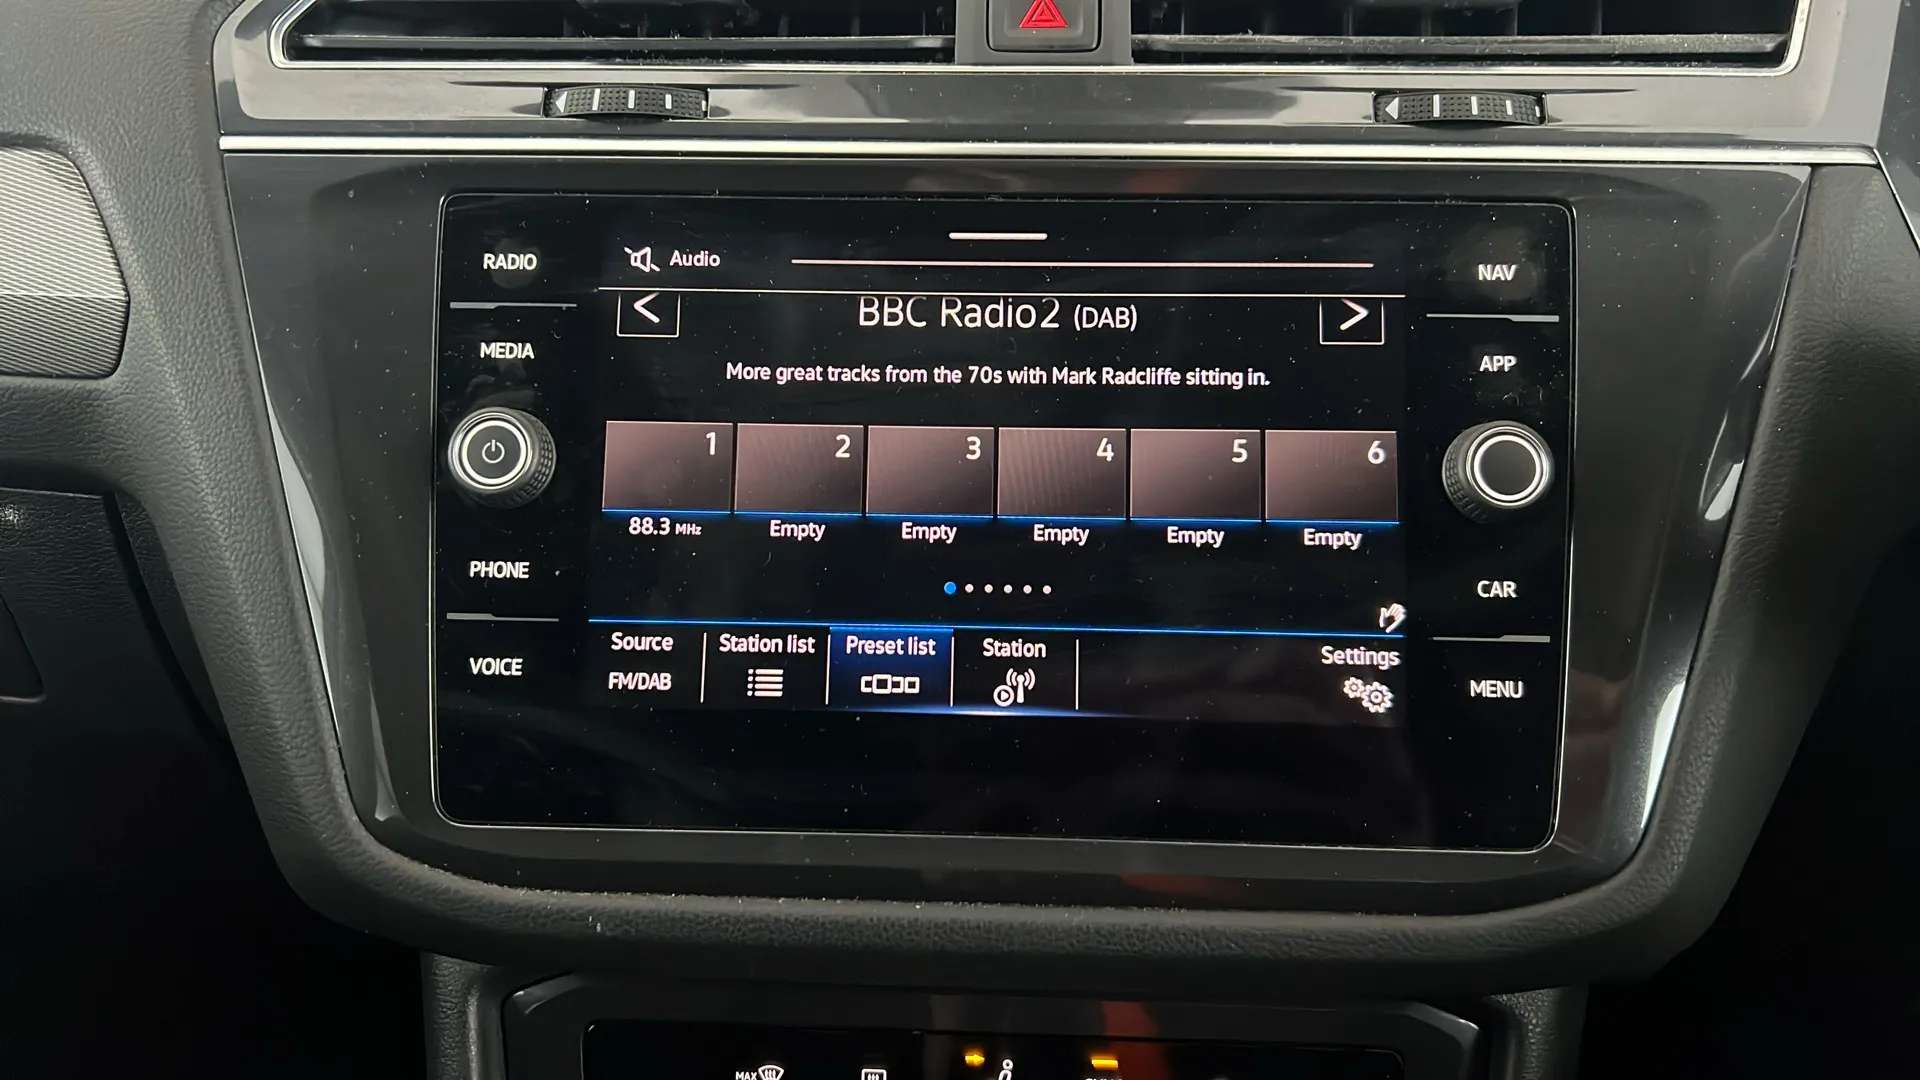 RADIO
MEDIA
PHONE
VOICE
Audio
BBC Radio2 (DAB)
More great tracks from the 70s with Mark Radcliffe sitting in.
1 2 3 4 5 6
88.3 MHz Empty Empty Empty Empty Empty
Source Station list Preset list Station Settings
FM/DAB
NAV
APP
CAR
MENU
MAX